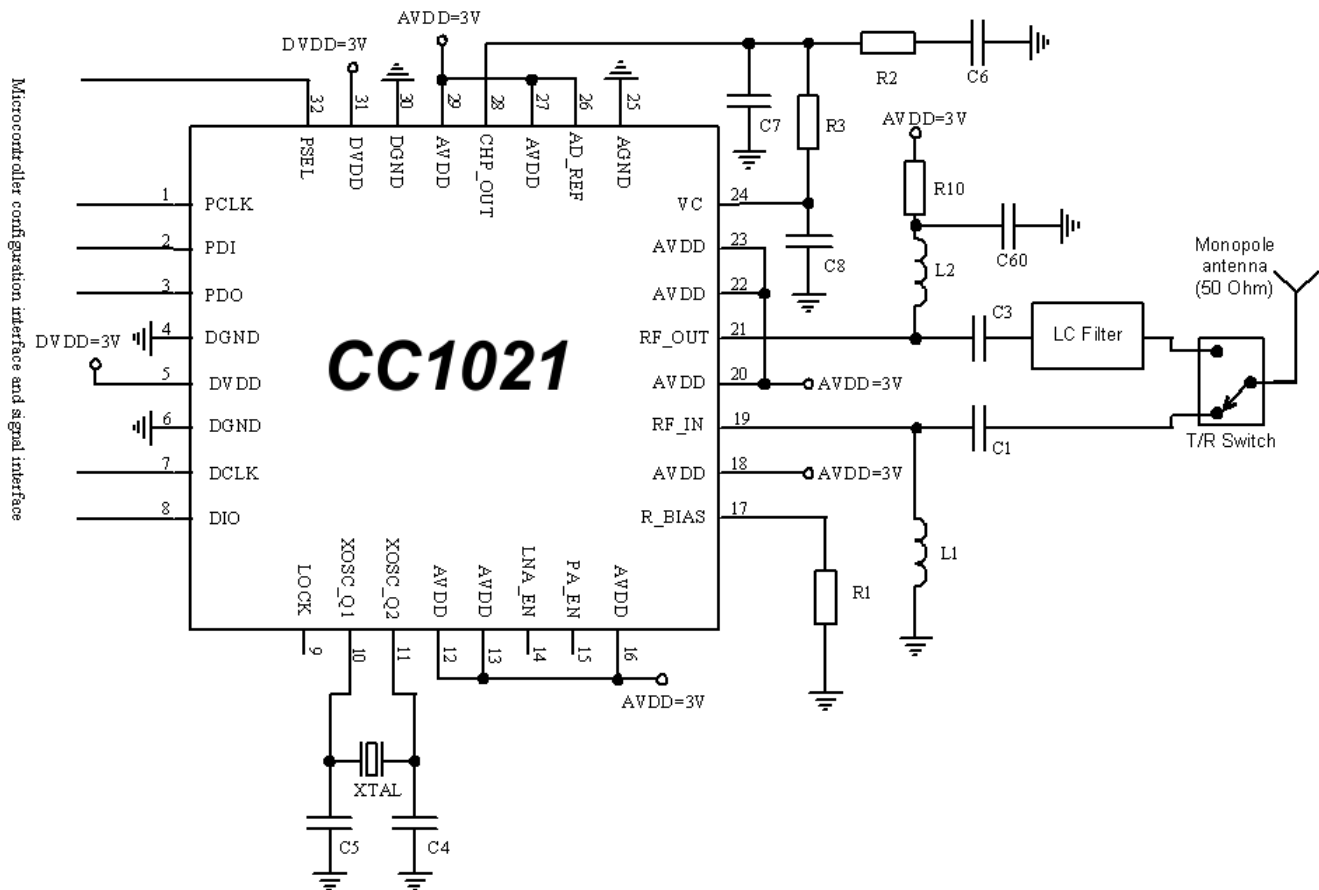 AVDD=3V
DVDD=3V
Microcontroller configuration interface and signal interface
32
31
30
29
28
27
26
25
PSEL
DVDD
DGND
AVDD
CHP_OUT
AVDD
AD_REF
AGND
C7
R3
R2
C6
AVDD=3V
R10
C60
L2
C8
1 PCLK
2 PDI
3 PDO
4 DGND
DVDD=3V
5 DVDD
6 DGND
7 DCLK
8 DIO
CC1021
VC 24
AVDD 23
AVDD 22
RF_OUT 21
AVDD 20
AVDD=3V
RF_IN 19
AVDD 18
AVDD=3V
R_BIAS 17
C3
LC Filter
Monopole
antenna
(50 Ohm)
T/R Switch
C1
L1
R1
LOCK
XOSC_Q1
XOSC_Q2
AVDD
AVDD
LNA_EN
PA_EN
AVDD
9
10
11
12
13
14
15
16
AVDD=3V
XTAL
C5
C4